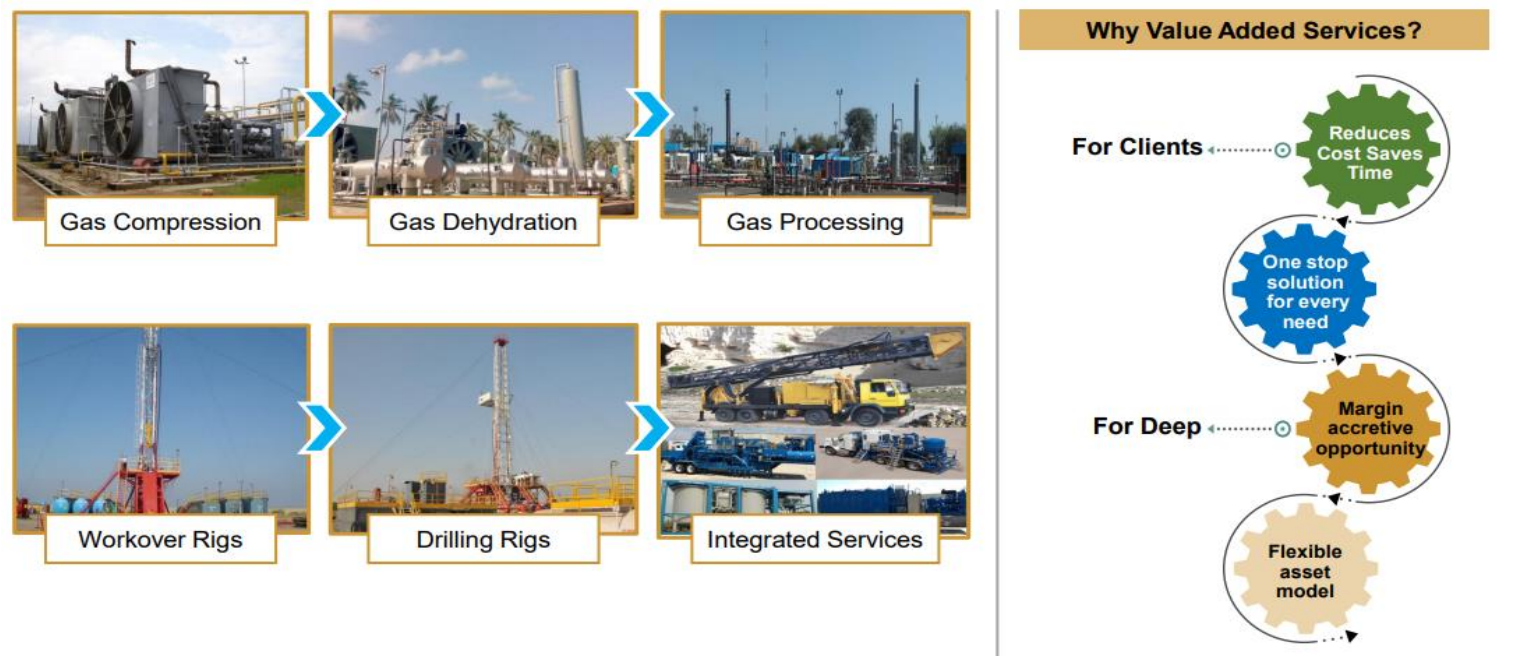 Gas Compression
Gas Dehydration
Gas Processing
Workover Rigs
Drilling Rigs
Integrated Services
Why Value Added Services?
For Clients
Reduces
Cost Saves
Time
One stop
solution
for every
need
For Deep
Margin
accretive
opportunity
Flexible
asset
model